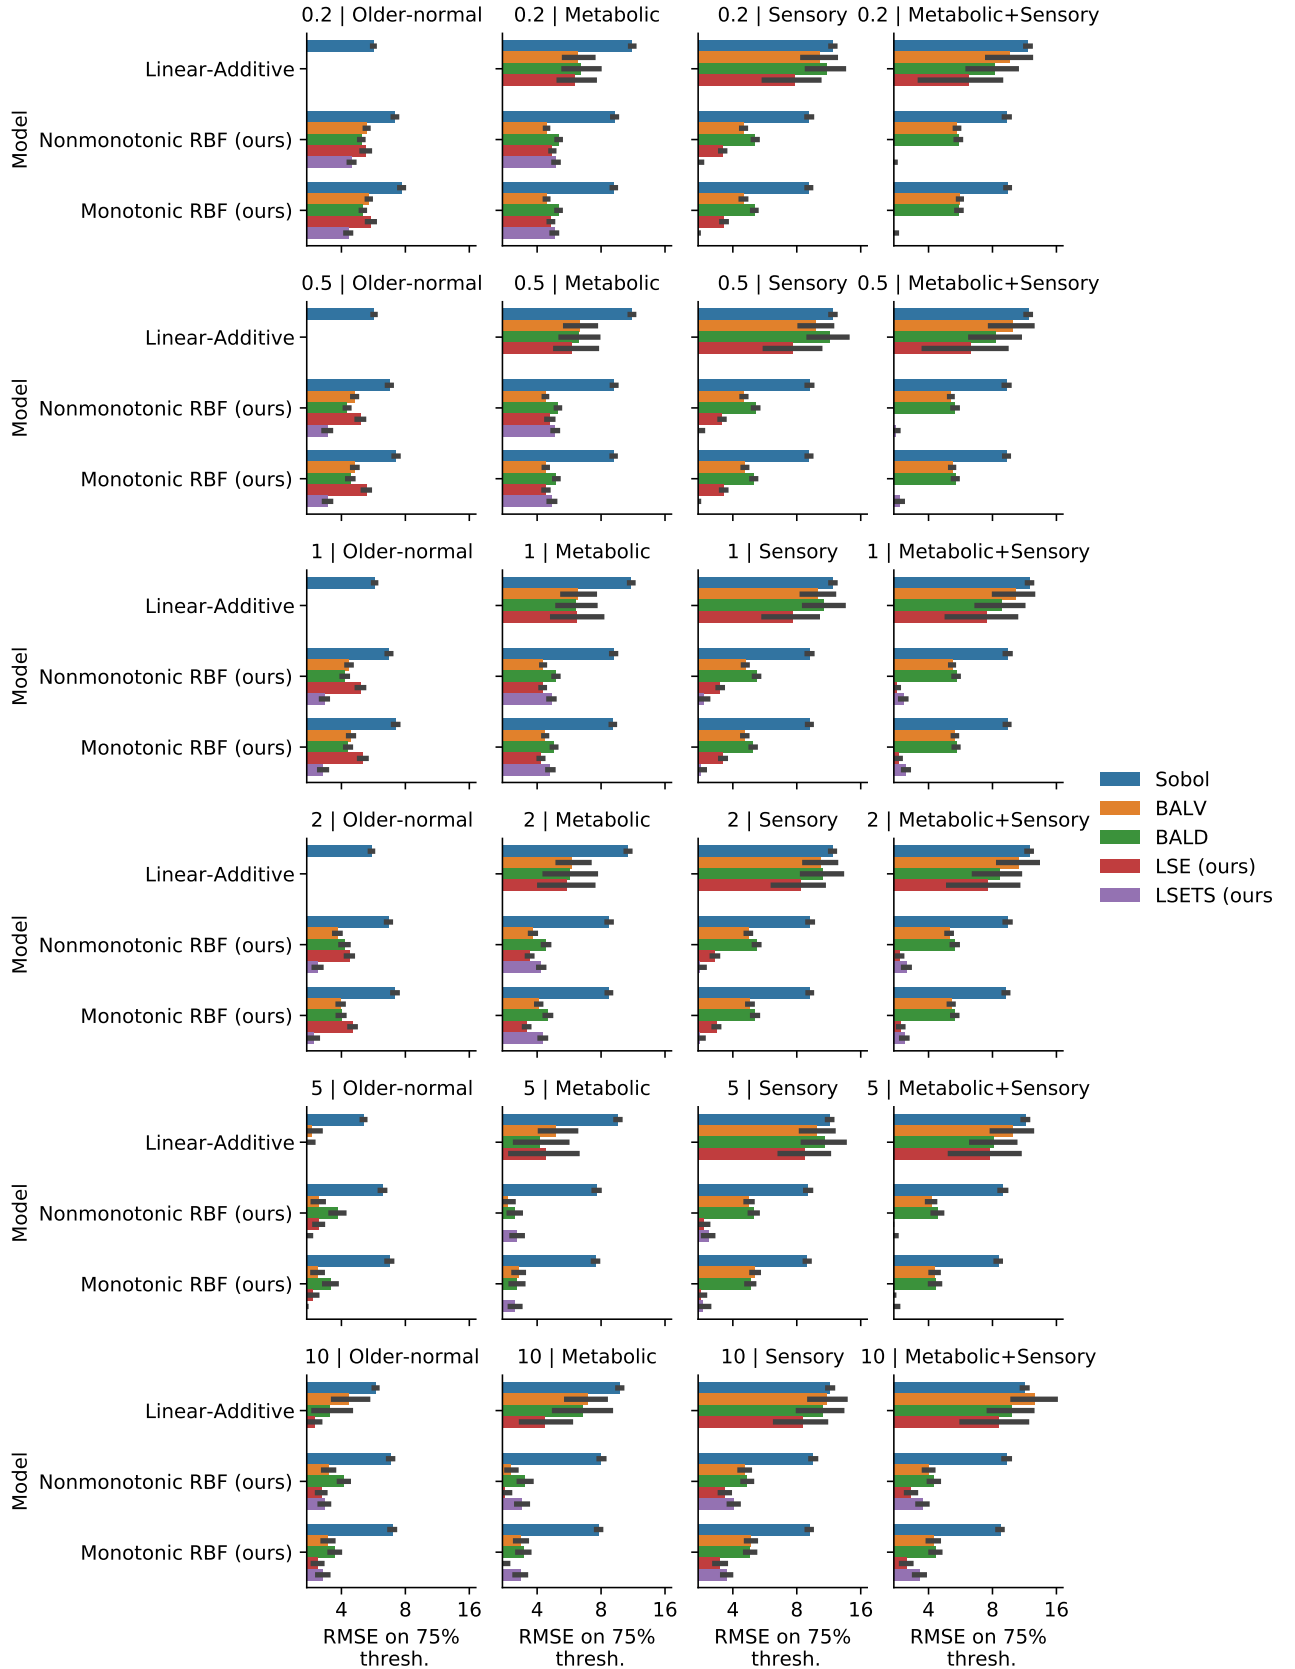 0.2 | Older-normal 0.2 | Metabolic 0.2 | Sensory 0.2 | Metabolic+Sensory
Linear-Additive
Nonmonotonic RBF (ours)
Monotonic RBF (ours)
Model
0.5 | Older-normal 0.5 | Metabolic 0.5 | Sensory 0.5 | Metabolic+Sensory
Linear-Additive
Nonmonotonic RBF (ours)
Monotonic RBF (ours)
Model
1 | Older-normal 1 | Metabolic 1 | Sensory 1 | Metabolic+Sensory
Linear-Additive
Nonmonotonic RBF (ours)
Monotonic RBF (ours)
Model
Sobol
BALV
BALD
LSE (ours)
LSETS (ours
2 | Older-normal 2 | Metabolic 2 | Sensory 2 | Metabolic+Sensory
Linear-Additive
Nonmonotonic RBF (ours)
Monotonic RBF (ours)
Model
5 | Older-normal 5 | Metabolic 5 | Sensory 5 | Metabolic+Sensory
Linear-Additive
Nonmonotonic RBF (ours)
Monotonic RBF (ours)
Model
10 | Older-normal 10 | Metabolic 10 | Sensory 10 | Metabolic+Sensory
Linear-Additive
Nonmonotonic RBF (ours)
Monotonic RBF (ours)
Model
4 8 16 4 8 16 4 8 16 4 8 16
RMSE on 75% RMSE on 75% RMSE on 75% RMSE on 75%
thresh. thresh. thresh. thresh.